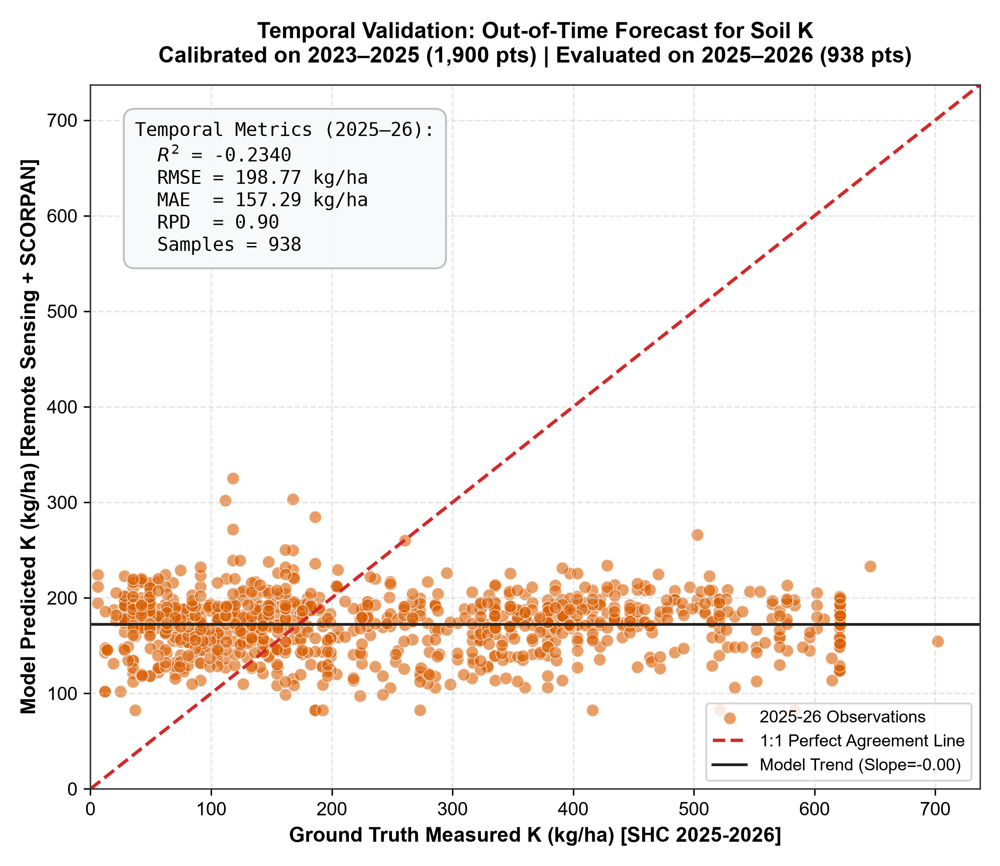 Temporal Validation: Out-of-Time Forecast for Soil K
Calibrated on 2023–2025 (1,900 pts) | Evaluated on 2025–2026 (938 pts)
Temporal Metrics (2025–26):
R² = -0.2340
RMSE = 198.77 kg/ha
MAE = 157.29 kg/ha
RPD = 0.90
Samples = 938
Model Predicted K (kg/ha) [Remote Sensing + SCORPAN]
700
600
500
400
300
200
100
0
2025-26 Observations
1:1 Perfect Agreement Line
Model Trend (Slope=-0.00)
0 100 200 300 400 500 600 700
Ground Truth Measured K (kg/ha) [SHC 2025-2026]